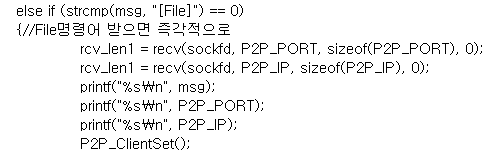 else if (strcmp(msg, "[File]") == 0)
{//File명령어 받으면 즉각적으로
rcv_len1 = recv(sockfd, P2P_PORT, sizeof(P2P_PORT), 0);
rcv_len1 = recv(sockfd, P2P_IP, sizeof(P2P_IP), 0);
printf("%s₩n", msg);
printf("%s₩n", P2P_PORT);
printf("%s₩n", P2P_IP);
P2P_ClientSet();